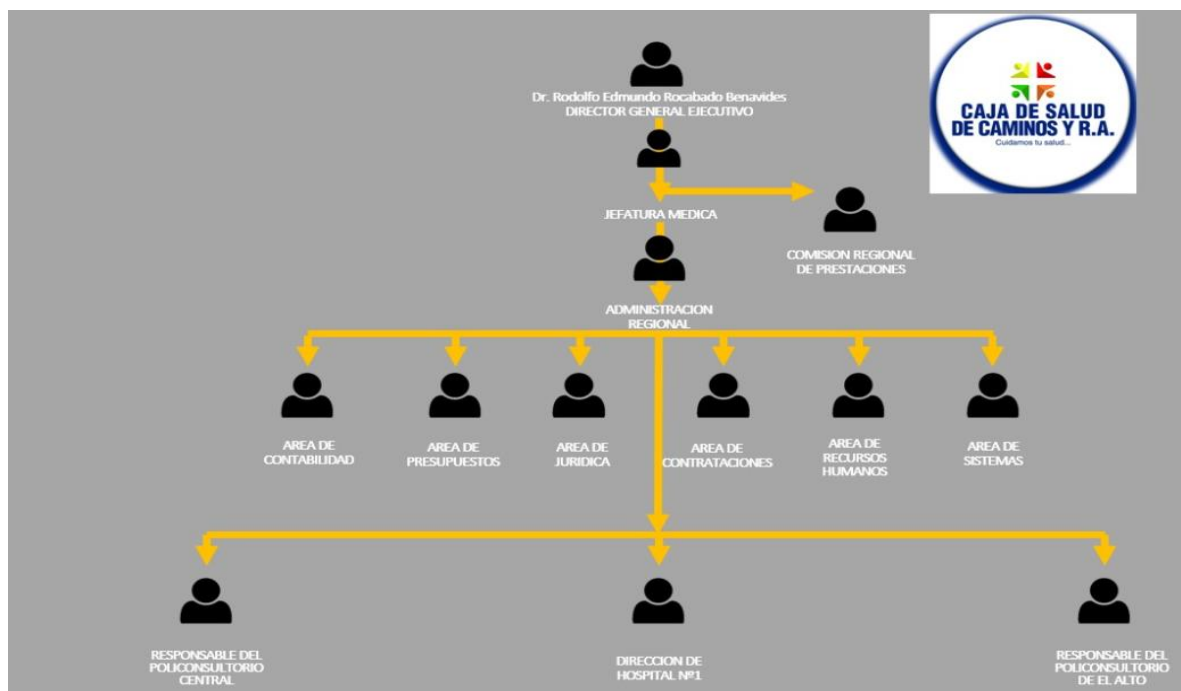 Dr. Rodolfo Edmundo Rocabado Benavides
DIRECTOR GENERAL EJECUTIVO
CAJA DE SALUD
DE CAMINOS Y R.A.
Cuidamos tu salud...
JEFATURA MEDICA
COMISION REGIONAL
DE PRESTACIONES
ADMINISTRACION
REGIONAL
AREA DE
CONTABILIDAD
AREA DE
PRESUPUESTOS
AREA DE
JURIDICA
AREA DE
CONTRATACIONES
AREA DE
RECURSOS
HUMANOS
AREA DE
SISTEMAS
RESPONSABLE DEL
POLICONSULTORIO
CENTRAL
DIRECCION DE
HOSPITAL Nº1
RESPONSABLE DEL
POLICONSULTORIO
DE EL ALTO